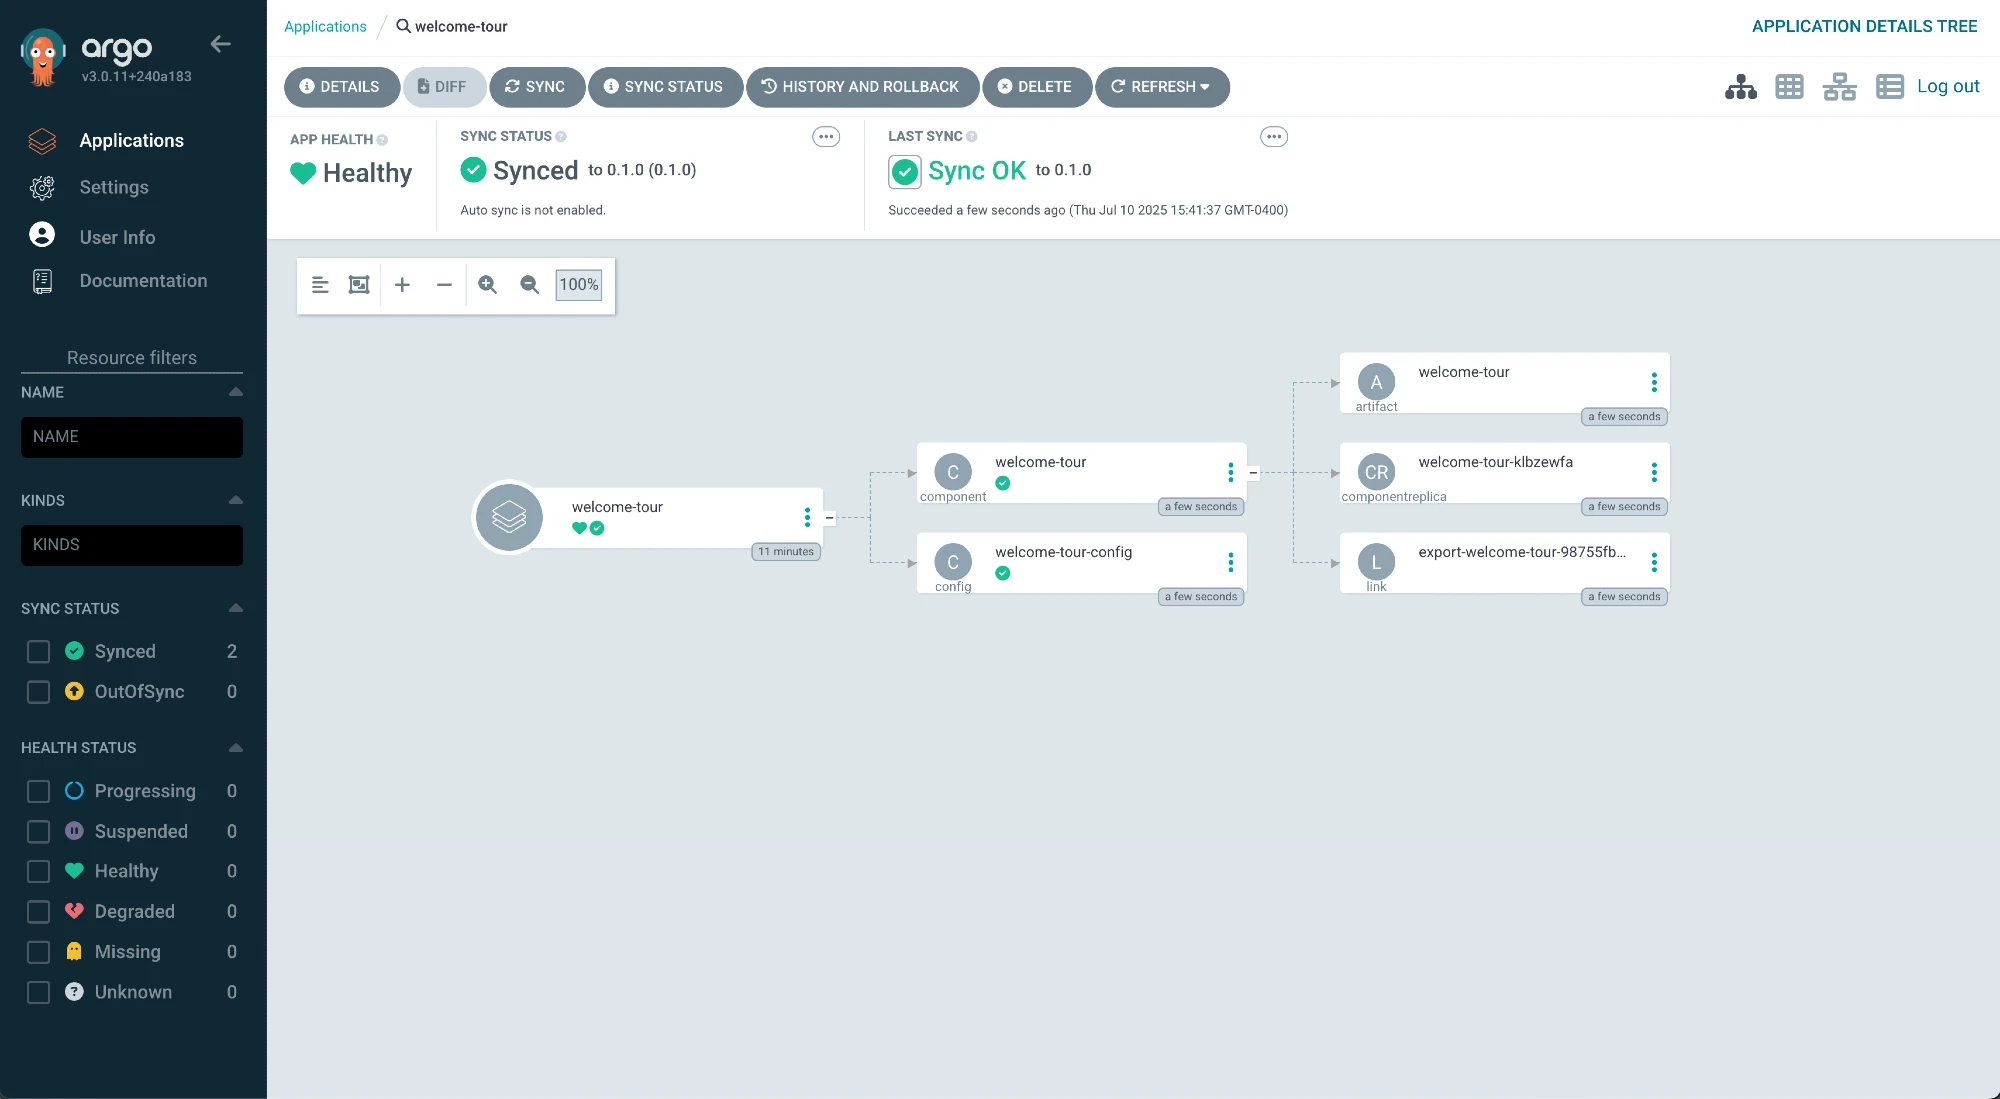 argo
v3.0.11+240a183
Applications
Settings
User Info
Documentation
Resource filters
NAME
NAME
KINDS
KINDS
SYNC STATUS
Synced 2
OutOfSync 0
HEALTH STATUS
Progressing 0
Suspended 0
Healthy 0
Degraded 0
Missing 0
? Unknown 0
Applications / welcome-tour
APPLICATION DETAILS TREE
DETAILS DIFF SYNC SYNC STATUS HISTORY AND ROLLBACK DELETE REFRESH
Log out
APP HEALTH ?
Healthy
SYNC STATUS ?
Synced to 0.1.0 (0.1.0)
Auto sync is not enabled.
LAST SYNC ?
Sync OK to 0.1.0
Succeeded a few seconds ago (Thu Jul 10 2025 15:41:37 GMT-0400)
100%
welcome-tour
11 minutes
C
component
welcome-tour
a few seconds
C
config
welcome-tour-config
a few seconds
A
artifact
welcome-tour
a few seconds
CR
componentreplica
welcome-tour-klbzewfa
a few seconds
L
link
export-welcome-tour-98755fb...
a few seconds